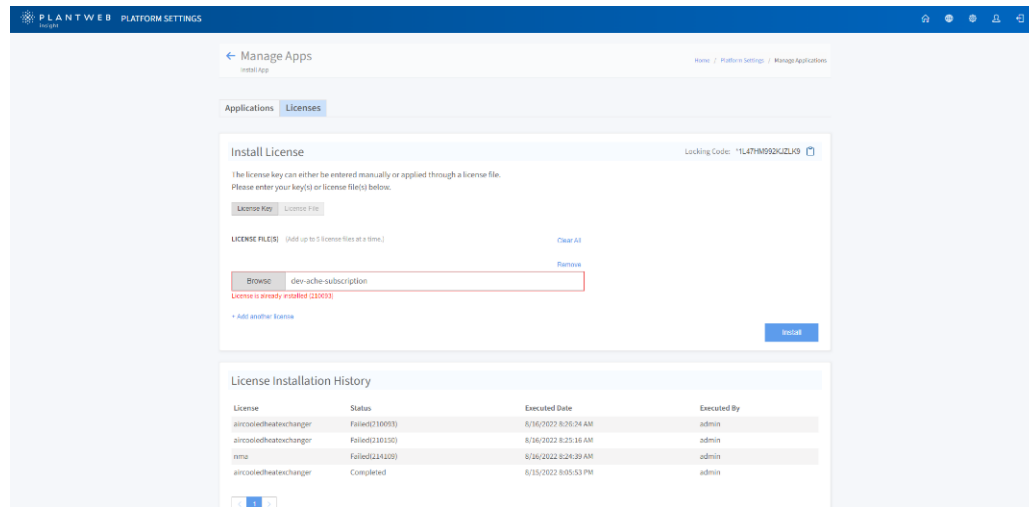 PLANTWEB PLATFORM SETTINGS
insight
Manage Apps
Install App
Home / Platform Settings / Manage Applications
Applications Licenses
Install License
Locking Code: *1L47HM992KJZLK9
The license key can either be entered manually or applied through a license file.
Please enter your key(s) or license file(s) below.
License Key License File
LICENSE FILE(S) (Add up to 5 license files at a time.) Clear All
Remove
Browse dev-ache-subscription
License is already installed (210093)
+ Add another license
Install
License Installation History
License Status Executed Date Executed By
aircooledheatexchanger Failed(210093) 8/16/2022 8:26:24 AM admin
aircooledheatexchanger Failed(210150) 8/16/2022 8:25:16 AM admin
nma Failed(214109) 8/16/2022 8:24:39 AM admin
aircooledheatexchanger Completed 8/15/2022 8:05:53 PM admin
< 1 >